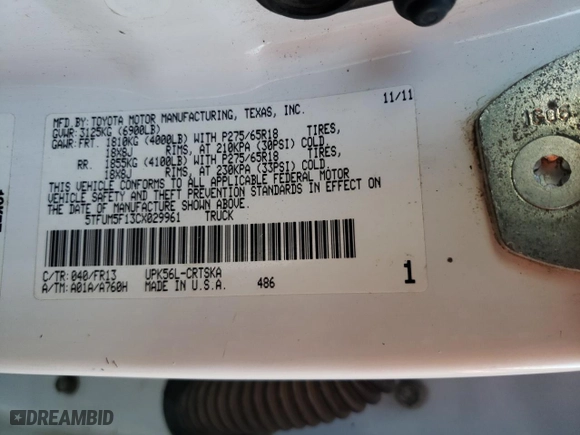 MFD.BY:TOYOTA MOTOR MANUFACTURING, TEXAS, INC. 11/11
GVWR 3125KG (6900LB)
GAWR:FRT. 1810KG (4000LB) WITH P275/65R18 TIRES,
18X8J RIMS, AT 210KPA (30PSI) COLD
RR. 1855KG (4100LB) WITH P275/65R18 TIRES,
18X8J RIMS, AT 230KPA (33PSI) COLD
THIS VEHICLE CONFORMS TO ALL APPLICABLE FEDERAL MOTOR
VEHICLE SAFETY AND THEFT PREVENTION STANDARDS IN EFFECT ON
THE DATE OF MANUFACTURE SHOWN ABOVE.
5TFUM5F13CX029961 TRUCK
C/TR: 040/FR13 UPK56L-CRTSKA
A/TM: A01A/A760H MADE IN U.S.A. 486
1
DREAMBID